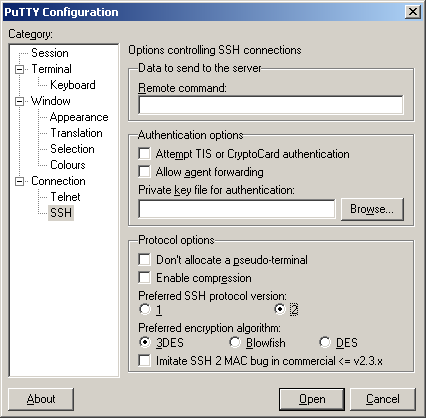 PuTTY Configuration
Category:
Session
Terminal
Keyboard
Window
Appearance
Translation
Selection
Colours
Connection
Telnet
SSH
Options controlling SSH connections
Data to send to the server
Remote command:
Authentication options
Attempt TIS or CryptoCard authentication
Allow agent forwarding
Private key file for authentication:
Browse...
Protocol options
Don't allocate a pseudo-terminal
Enable compression
Preferred SSH protocol version:
1 2
Preferred encryption algorithm:
3DES Blowfish DES
Imitate SSH 2 MAC bug in commercial <= v2.3.x
About Open Cancel